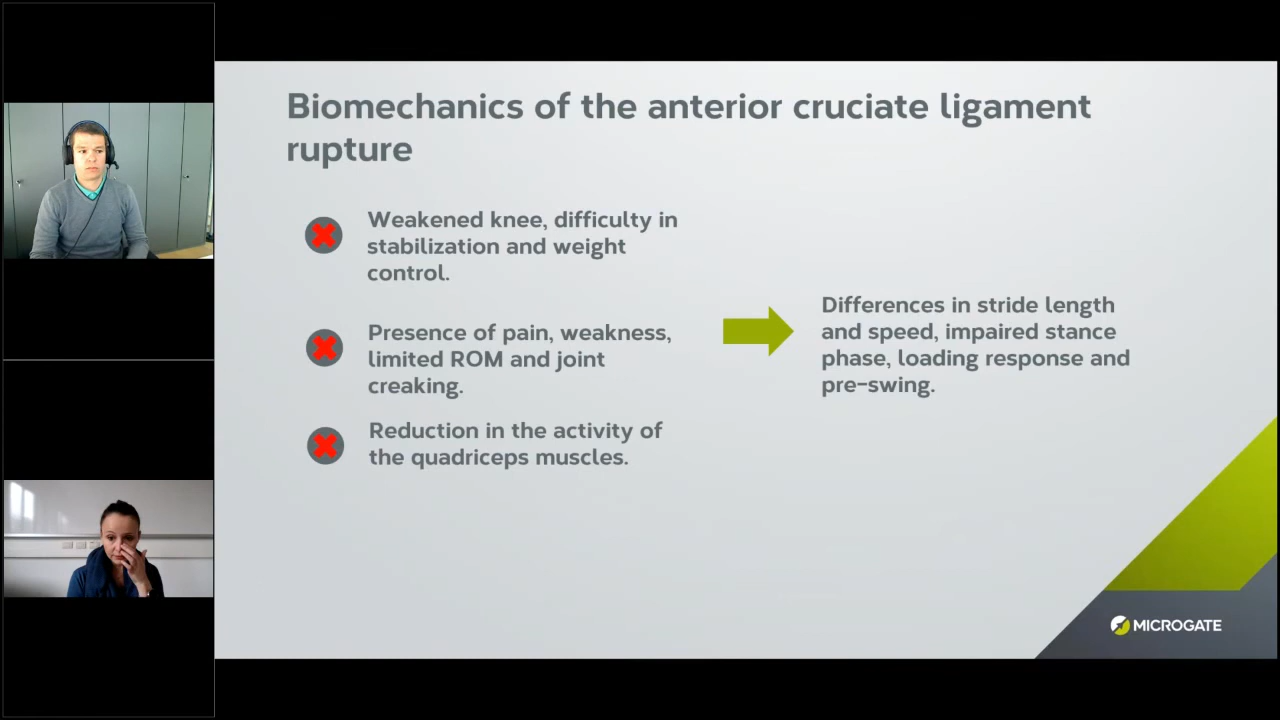 Biomechanics of the anterior cruciate ligament
rupture
Weakened knee, difficulty in
stabilization and weight
control.
Presence of pain, weakness,
limited ROM and joint
creaking.
Reduction in the activity of
the quadriceps muscles.
Differences in stride length
and speed, impaired stance
phase, loading response and
pre-swing.
MICROGATE